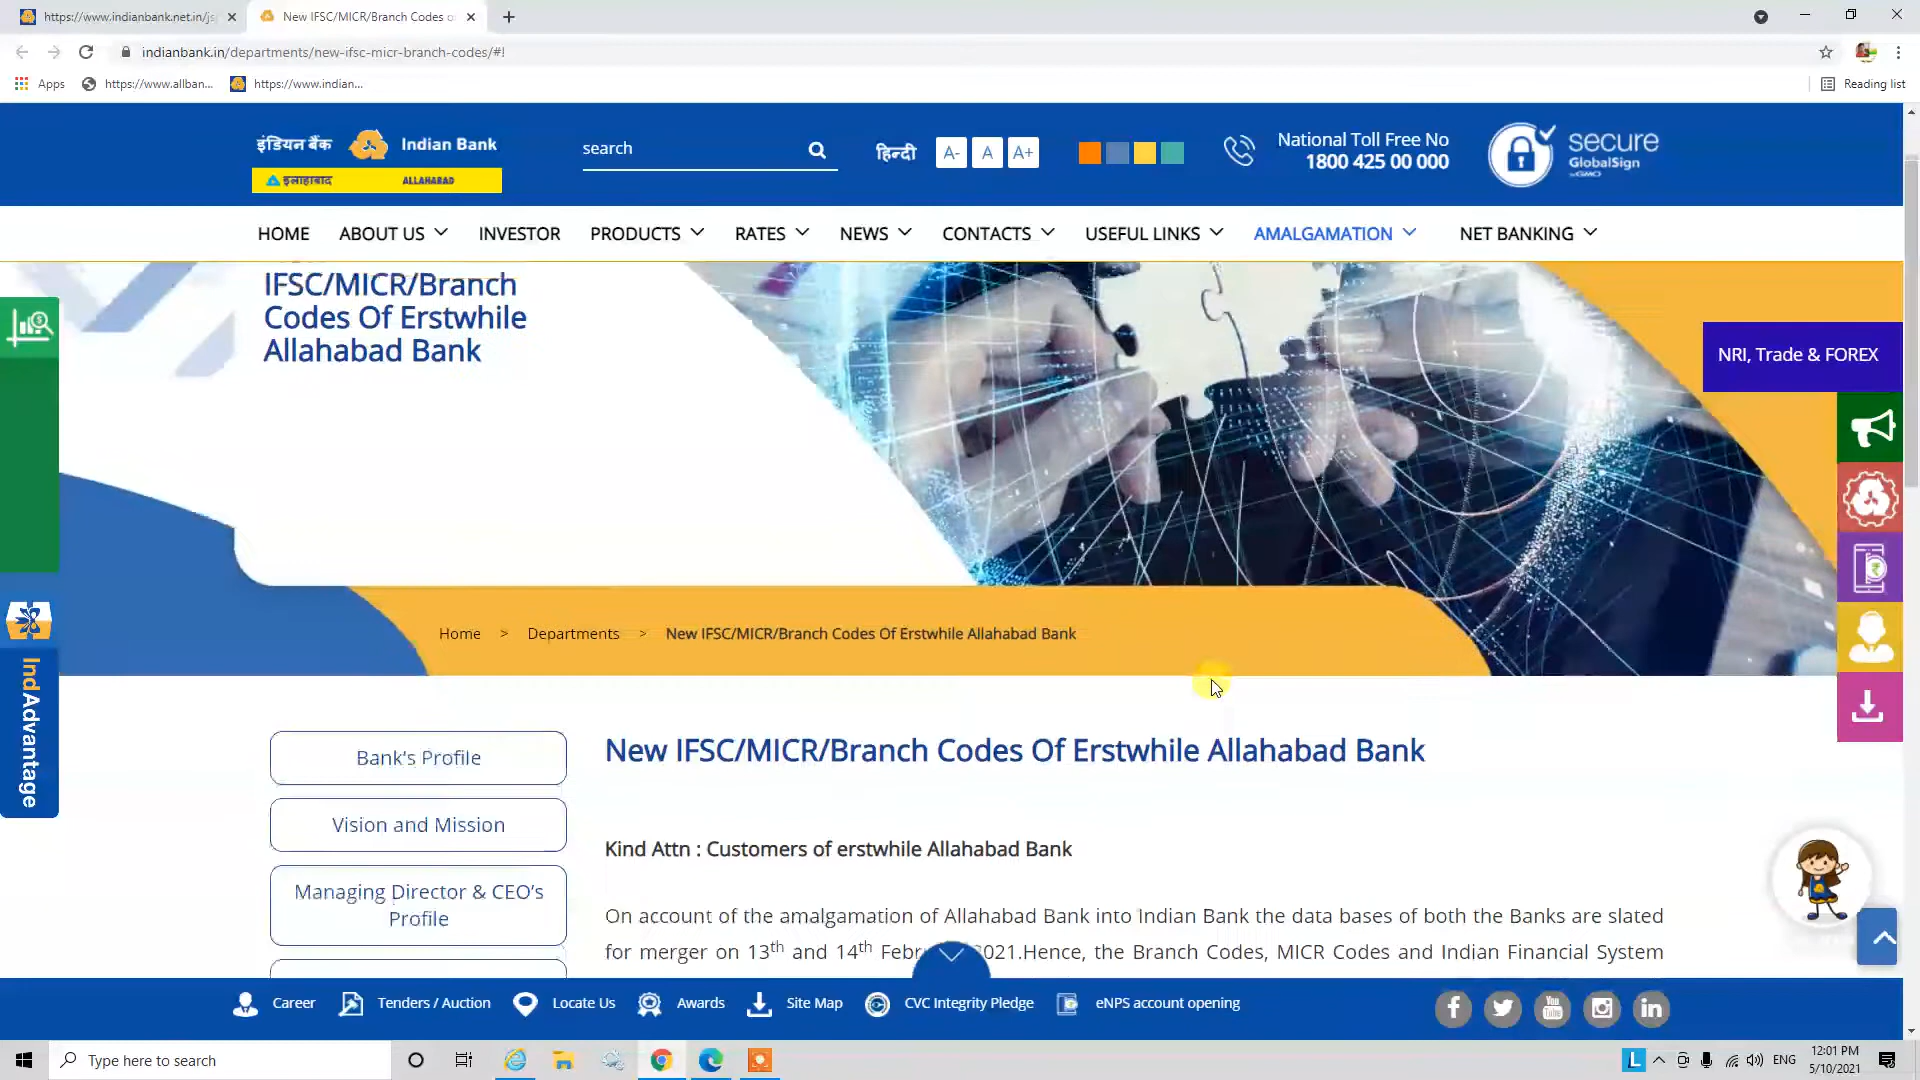 https://www.indianbank.net.in/js
New IFSC/MICR/Branch Codes o
indianbank.in/departments/new-ifsc-micr-branch-codes/#!
Apps
https://www.allban...
https://www.indian...
Reading list
इंडियन बैंक
Indian Bank
इलाहाबाद
ALLAHABAD
search
हिन्दी
A-
A
A+
National Toll Free No
1800 425 00 000
secure
GlobalSign
by GMO
HOME
ABOUT US
INVESTOR
PRODUCTS
RATES
NEWS
CONTACTS
USEFUL LINKS
AMALGAMATION
NET BANKING
IFSC/MICR/Branch
Codes Of Erstwhile
Allahabad Bank
NRI, Trade & FOREX
IndAdvantage
Home > Departments > New IFSC/MICR/Branch Codes Of Erstwhile Allahabad Bank
Bank's Profile
Vision and Mission
Managing Director & CEO's
Profile
New IFSC/MICR/Branch Codes Of Erstwhile Allahabad Bank
Kind Attn : Customers of erstwhile Allahabad Bank
On account of the amalgamation of Allahabad Bank into Indian Bank the data bases of both the Banks are slated
for merger on 13th and 14th Febr 2021.Hence, the Branch Codes, MICR Codes and Indian Financial System
Career
Tenders / Auction
Locate Us
Awards
Site Map
CVC Integrity Pledge
eNPS account opening
Type here to search
L
ENG
12:01 PM
5/10/2021